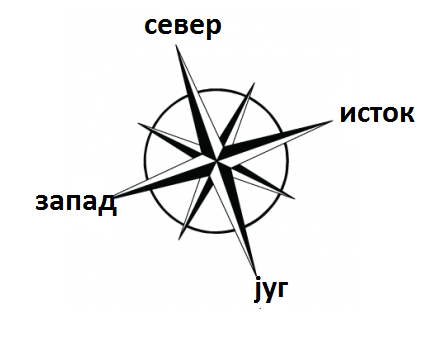 север
исток
запад
југ